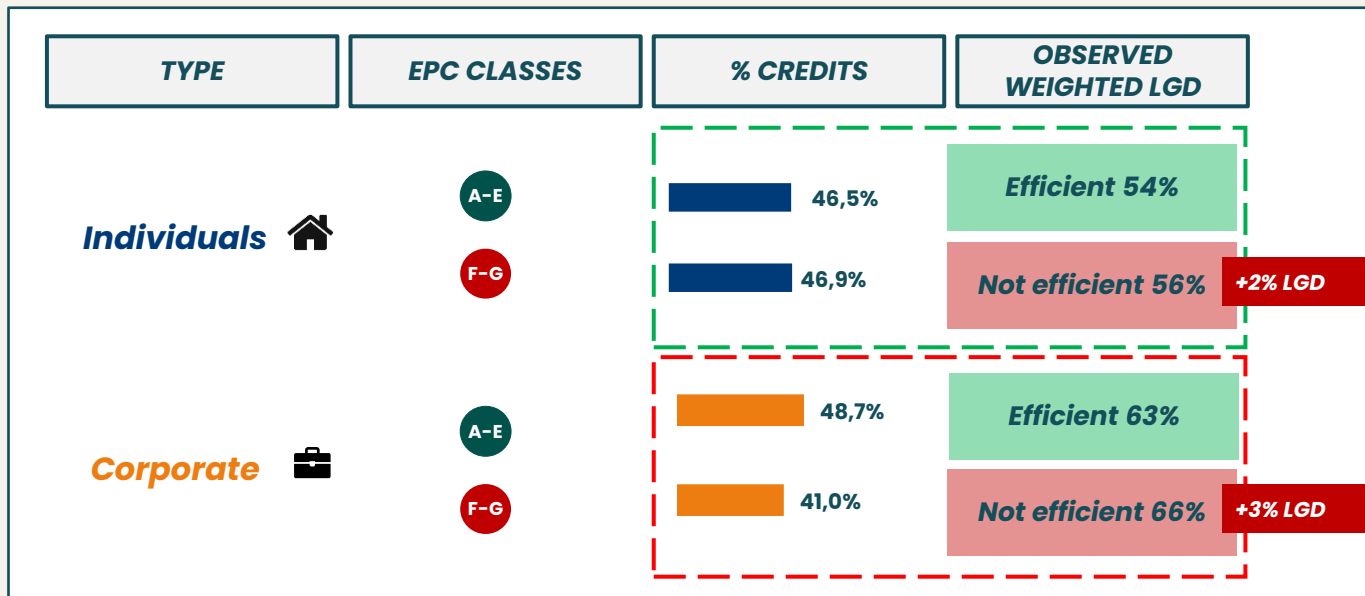 TYPE
EPC CLASSES
% CREDITS
OBSERVED
WEIGHTED LGD
Individuals
A-E
46,5%
Efficient 54%
F-G
46,9%
Not efficient 56%
+2% LGD
Corporate
A-E
48,7%
Efficient 63%
F-G
41,0%
Not efficient 66%
+3% LGD